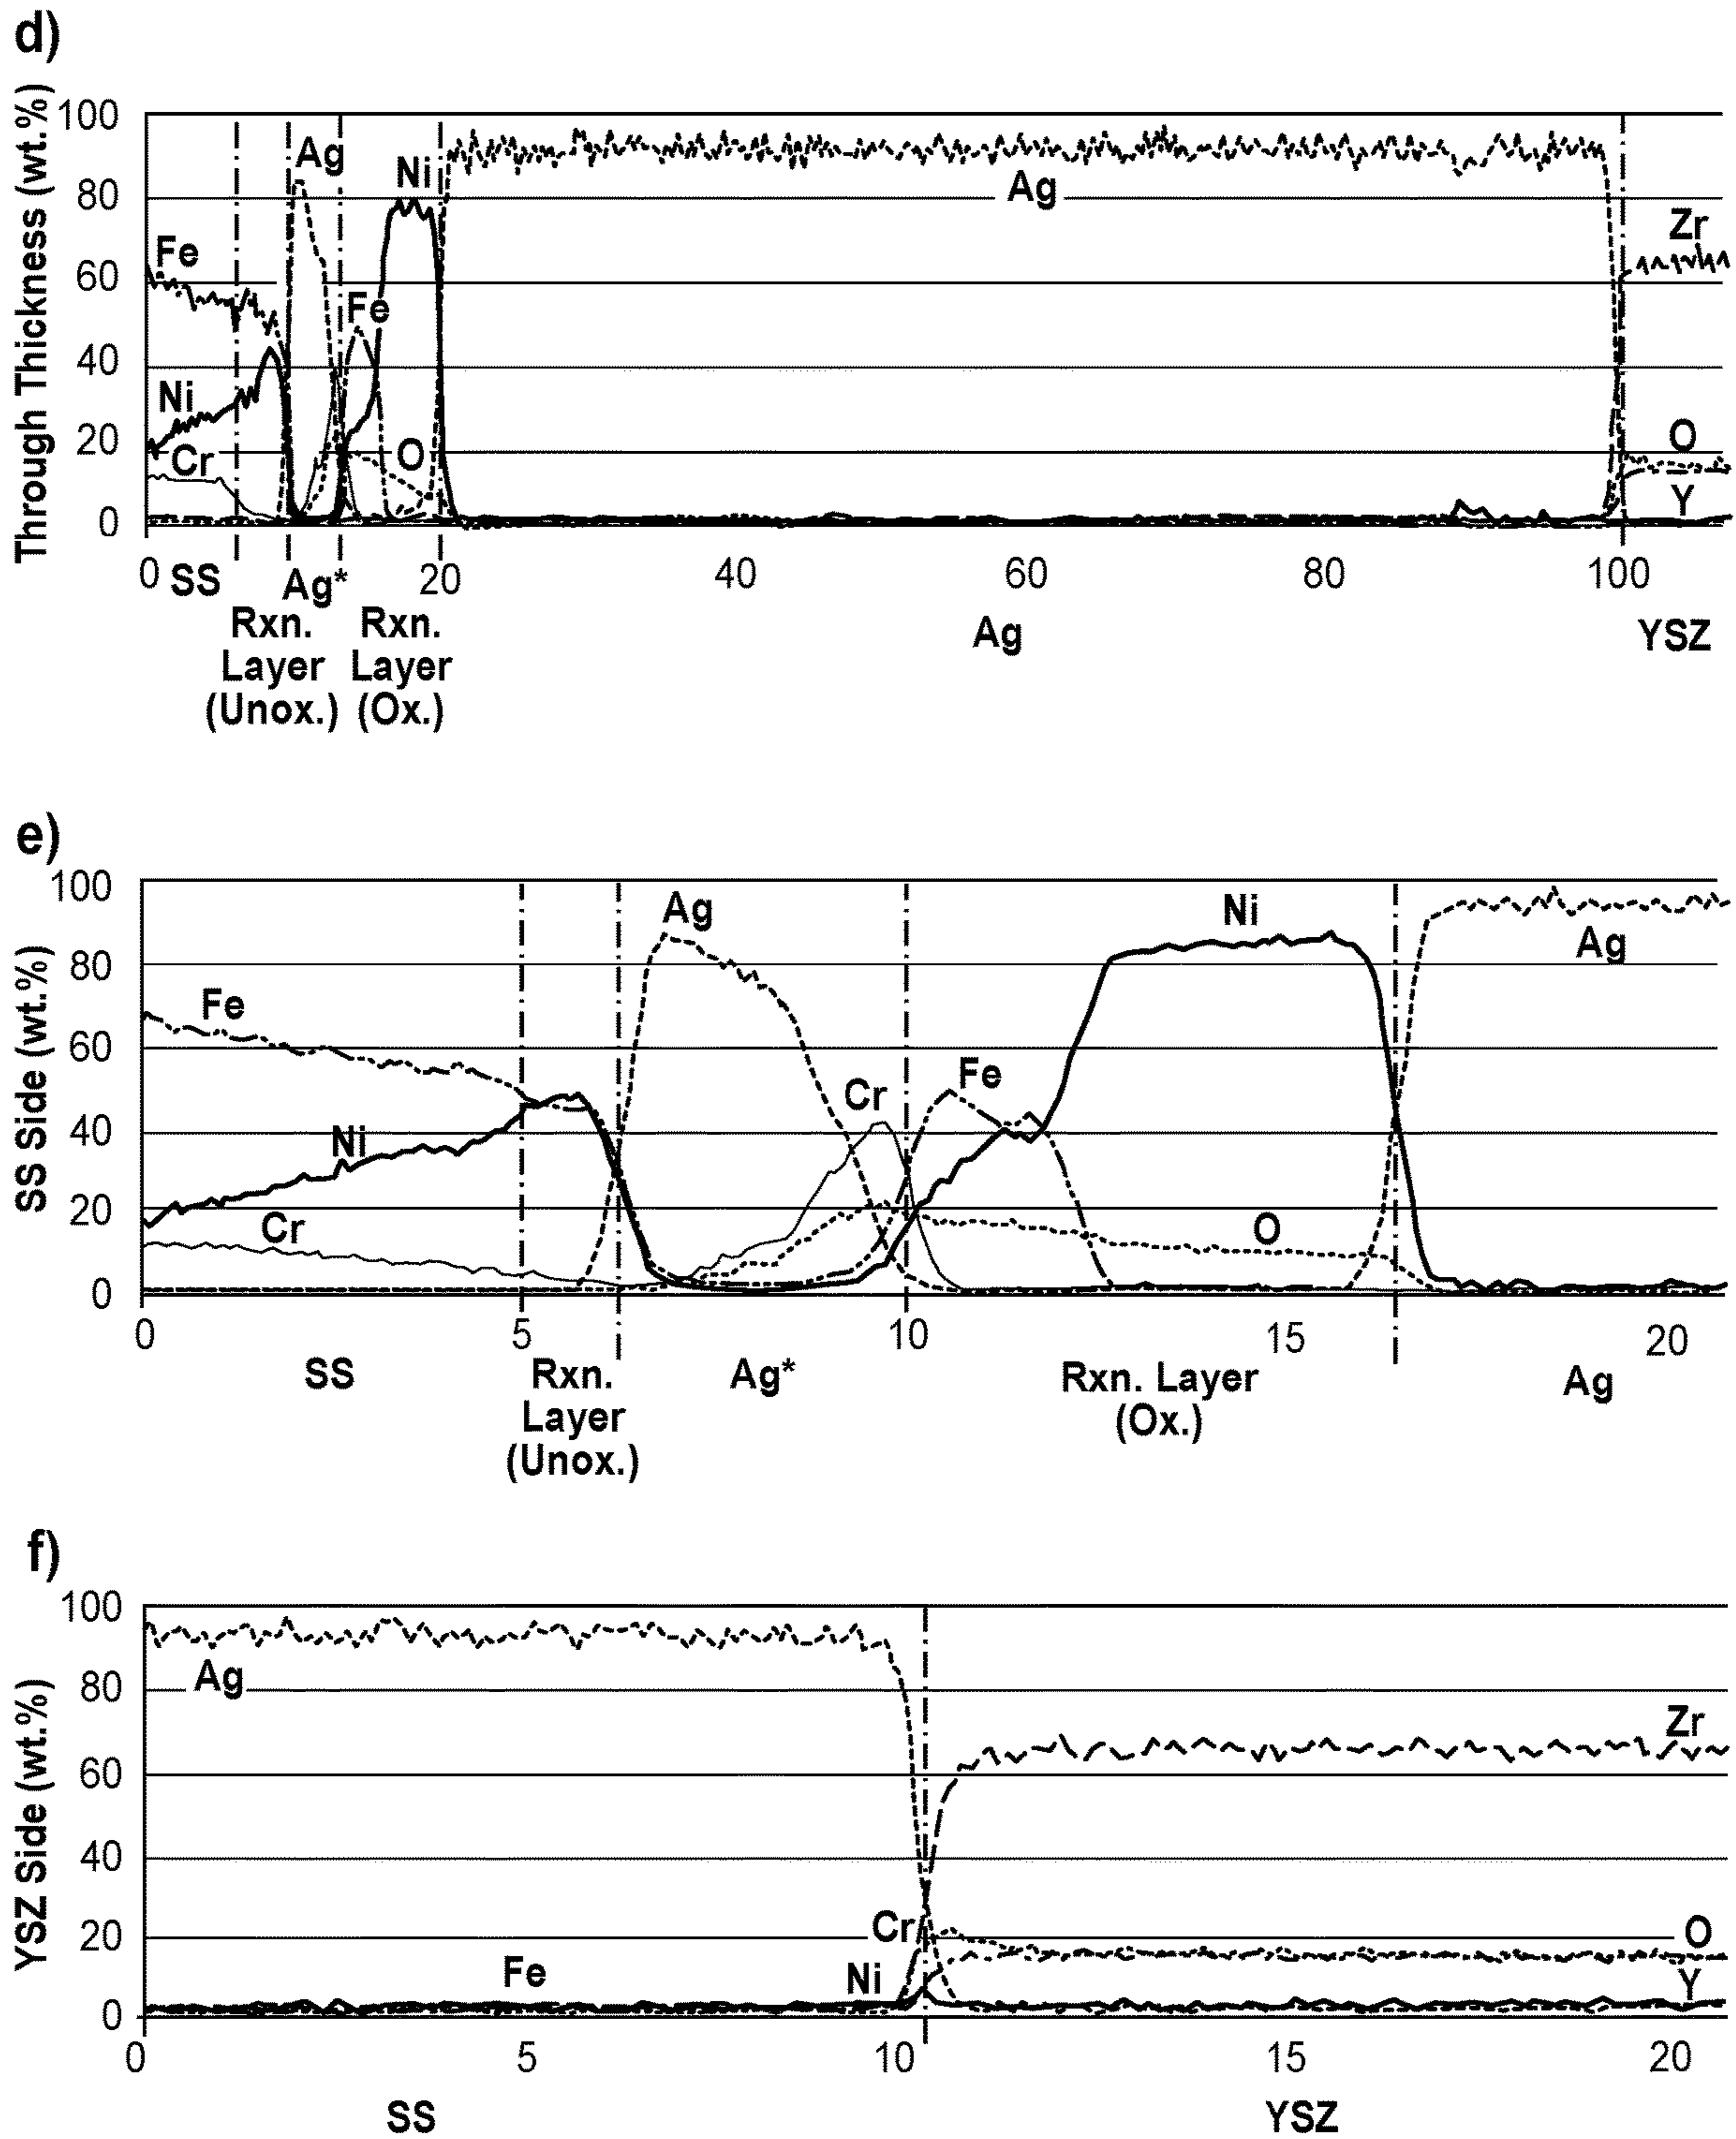 d)
Through Thickness (wt.%)
100
80
60
40
20
0
Ag
Ni
Ag
Fe
Zr
Fe
Ni
Cr
O
O
Y
0 SS Ag* 20 40 60 80 100
Rxn. Layer (Unox.)
Rxn. Layer (Ox.)
Ag
YSZ
e)
SS Side (wt.%)
100
80
60
40
20
0
Ag
Ni
Ag
Fe
Fe
Cr
Ni
Cr
O
0 5 10 15 20
SS
Rxn.
Layer
(Unox.)
Ag*
Rxn. Layer
(Ox.)
Ag
f)
YSZ Side (wt.%)
100
80
60
40
20
0
Ag
Zr
Cr
O
Fe
Ni
Y
0 5 10 15 20
SS
YSZ